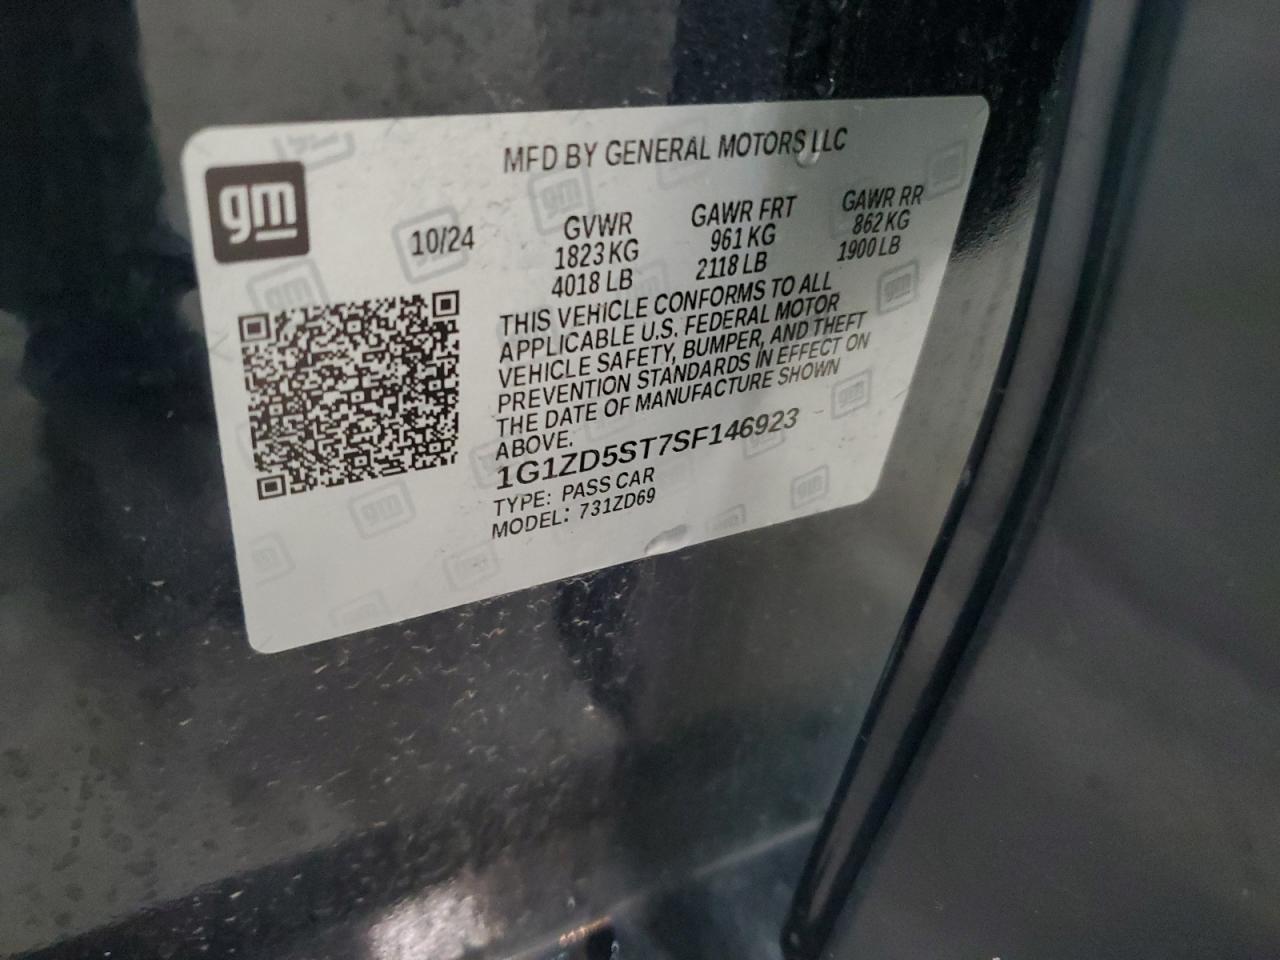 gm
MFD BY GENERAL MOTORS LLC
10/24
GVWR
1823 KG
4018 LB
GAWR FRT
961 KG
2118 LB
GAWR RR
862 KG
1900 LB
THIS VEHICLE CONFORMS TO ALL
APPLICABLE U.S. FEDERAL MOTOR
VEHICLE SAFETY, BUMPER, AND THEFT
PREVENTION STANDARDS IN EFFECT ON
THE DATE OF MANUFACTURE SHOWN
ABOVE.
1G1ZD5ST7SF146923
TYPE: PASS CAR
MODEL: 731ZD69